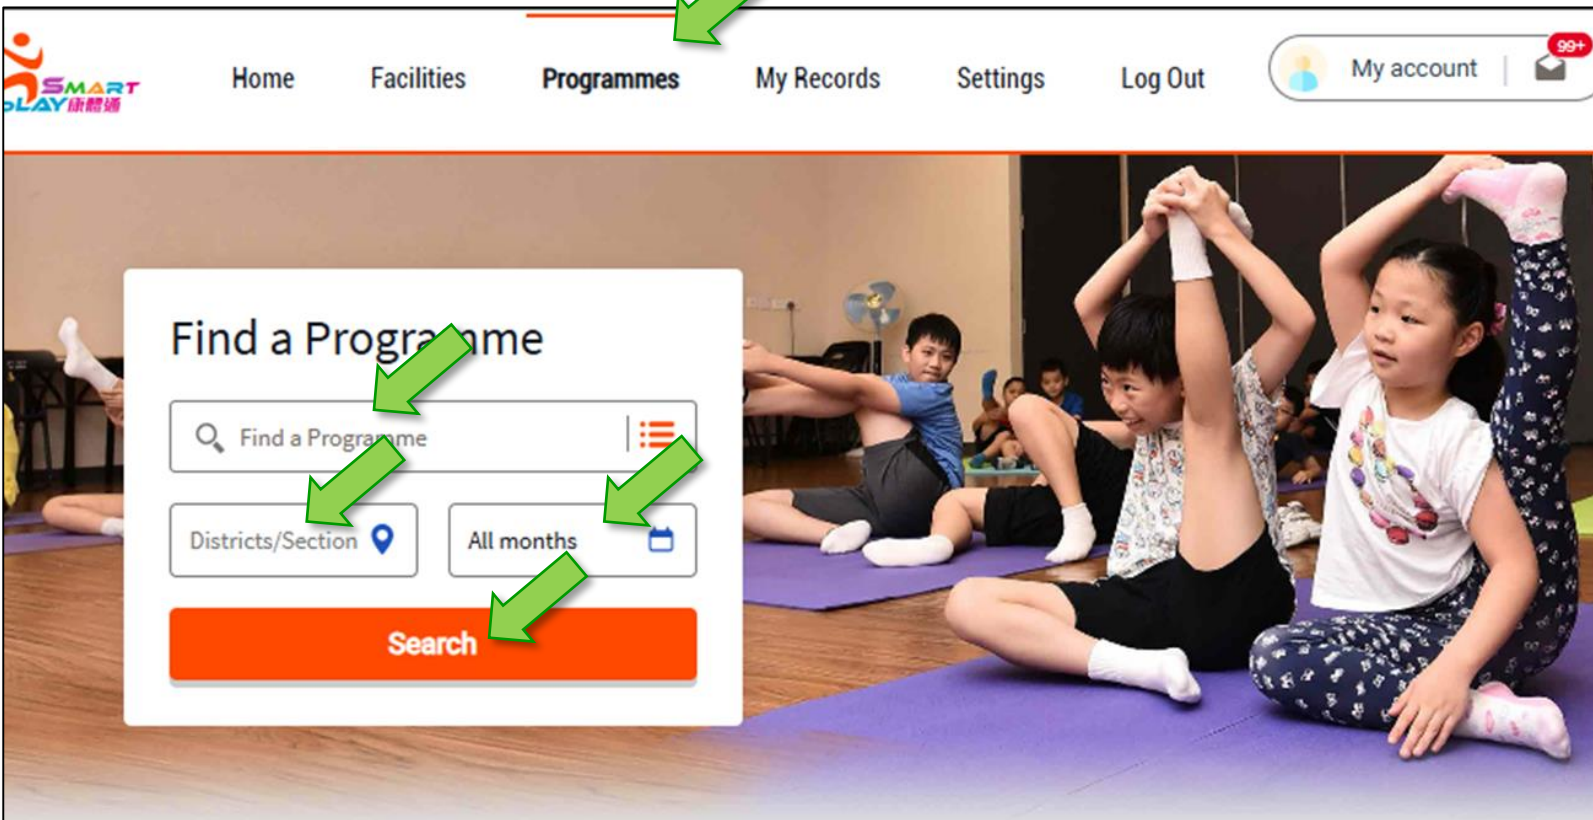 SMART
PLAY康體通
Home Facilities Programmes My Records Settings Log Out My account 99+
Find a Programme
Find a Programme
Districts/Section All months
Search